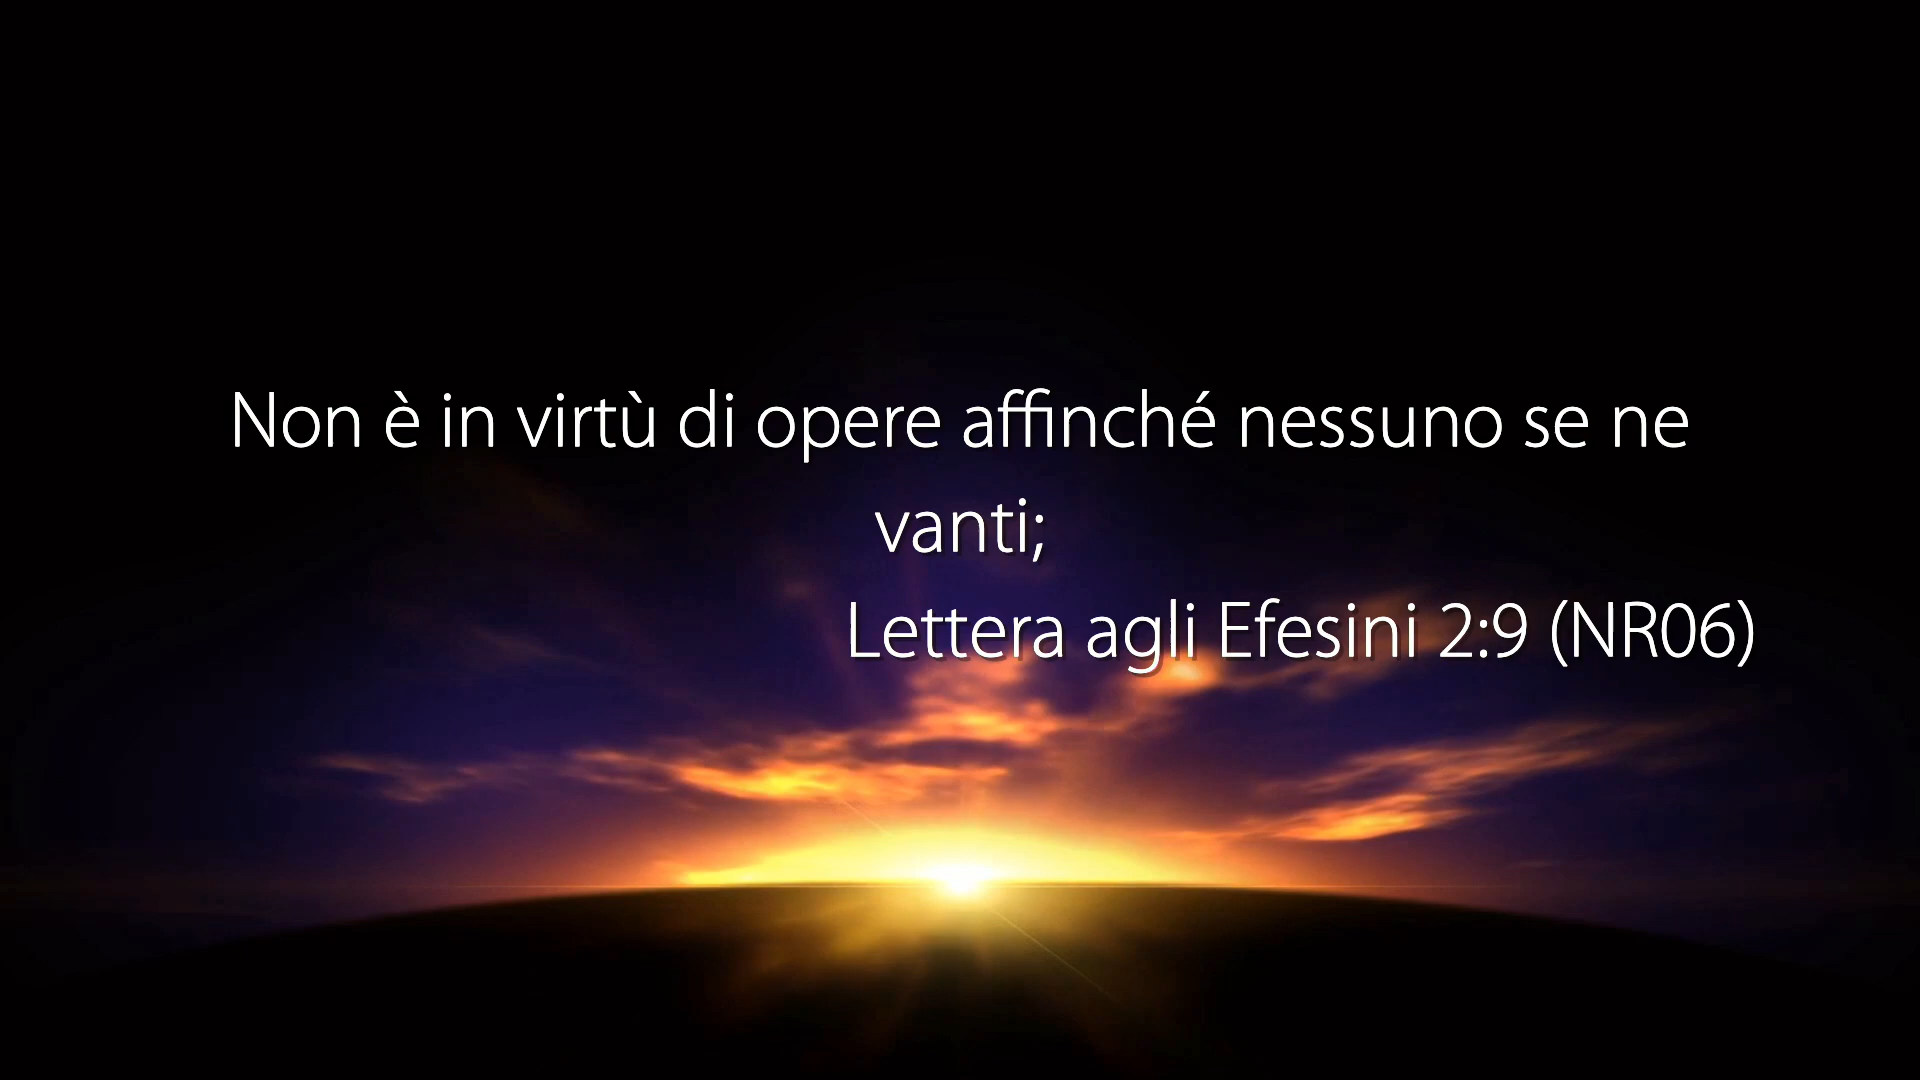 Non è in virtù di opere affinché nessuno se ne
vanti;
Lettera agli Efesini 2:9 (NR06)